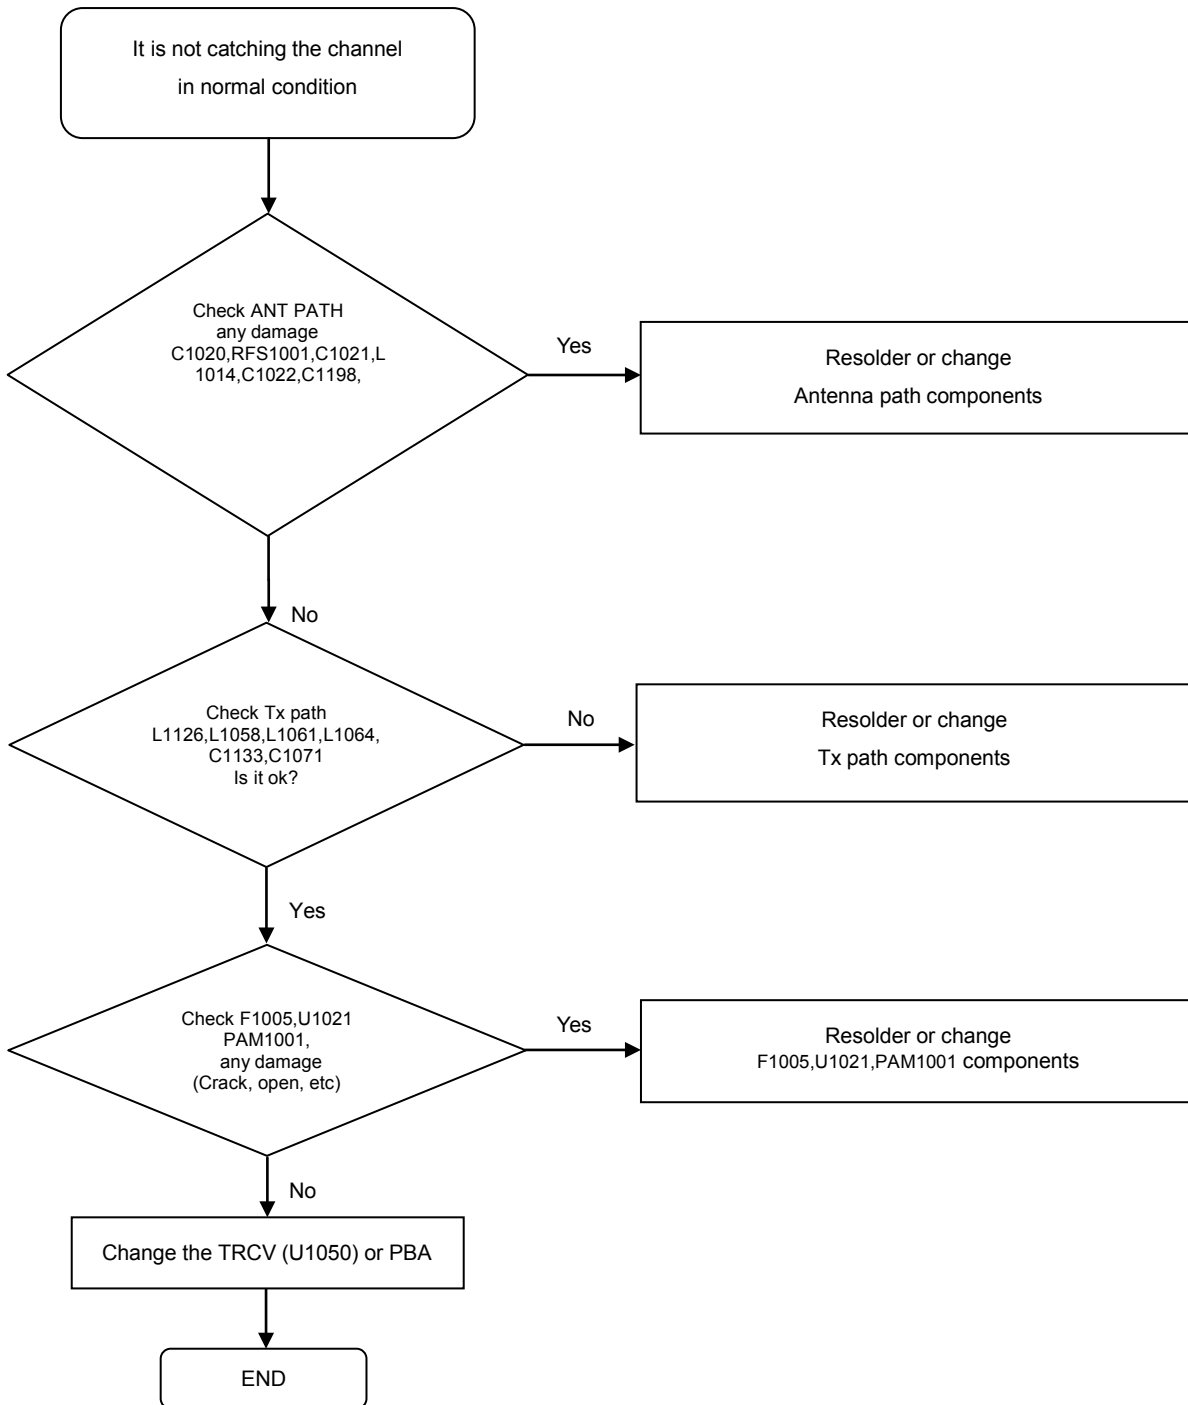 It is not catching the channel
in normal condition
Check ANT PATH
any damage
C1020,RFS1001,C1021,L
1014,C1022,C1198,
Yes
Resolder or change
Antenna path components
No
Check Tx path
L1126,L1058,L1061,L1064,
C1133,C1071
Is it ok?
No
Resolder or change
Tx path components
Yes
Check F1005,U1021
PAM1001,
any damage
(Crack, open, etc)
Yes
Resolder or change
F1005,U1021,PAM1001 components
No
Change the TRCV (U1050) or PBA
END